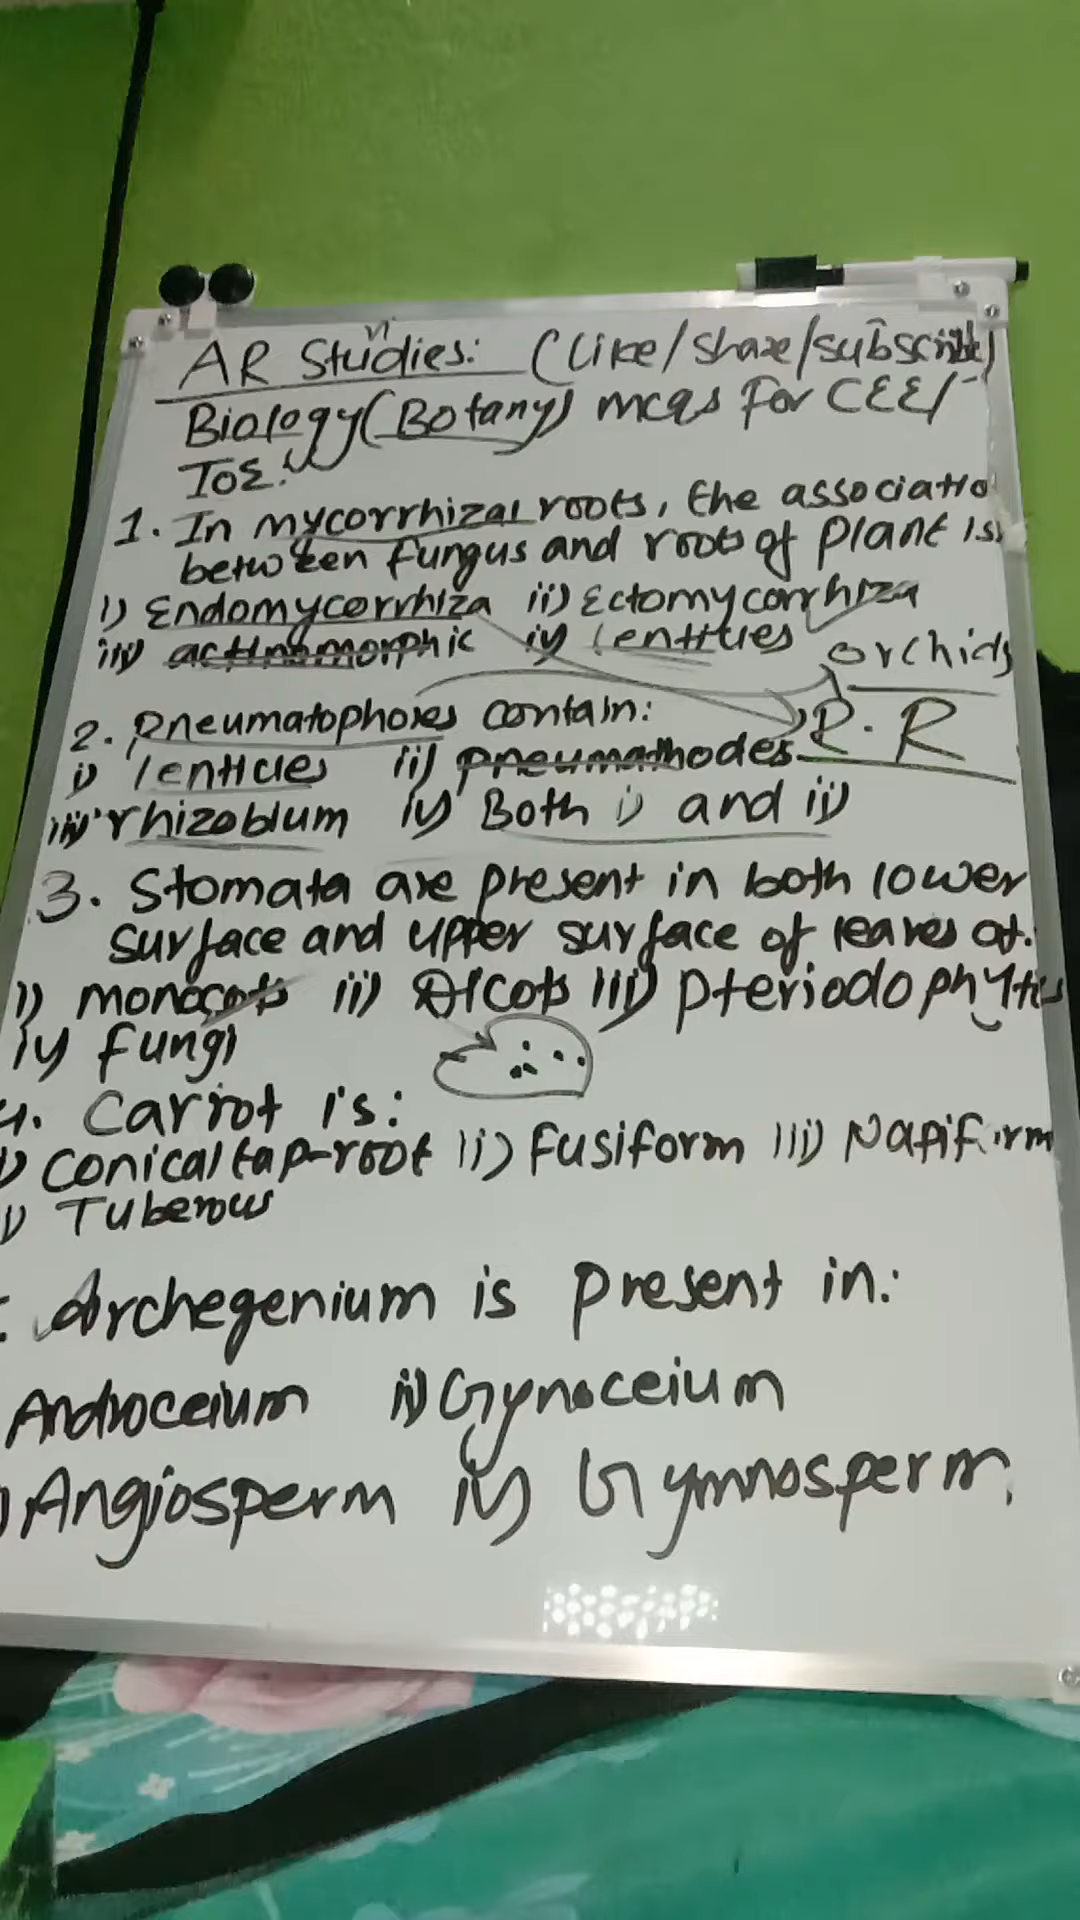 AR Studies: (Like/Share/Subscribe)
Biology(Botany) mcqs For CEE/
IOE:
1. In mycorrhizal roots, the associatio
between fungus and roots of plant is
i) Endomycorrhiza ii) Ectomycorrhiza
iii) actinomorphic iv) lenticles
orchids
2. Pneumatophores contain:
R.R
i) lenticles ii) pneumathodes
iii) rhizobium iv) Both i) and ii)
3. Stomata are present in both lower
surface and upper surface of leaves of:
i) monocots ii) Dicots iii) pteriodophytes
iv) fungi
4. Carrot is:
i) Conical tap-root ii) Fusiform iii) Napiform
) Tuberous
Archegenium is present in:
Androceium ii) Gynoceium
) Angiosperm iv) Gymnosperm.